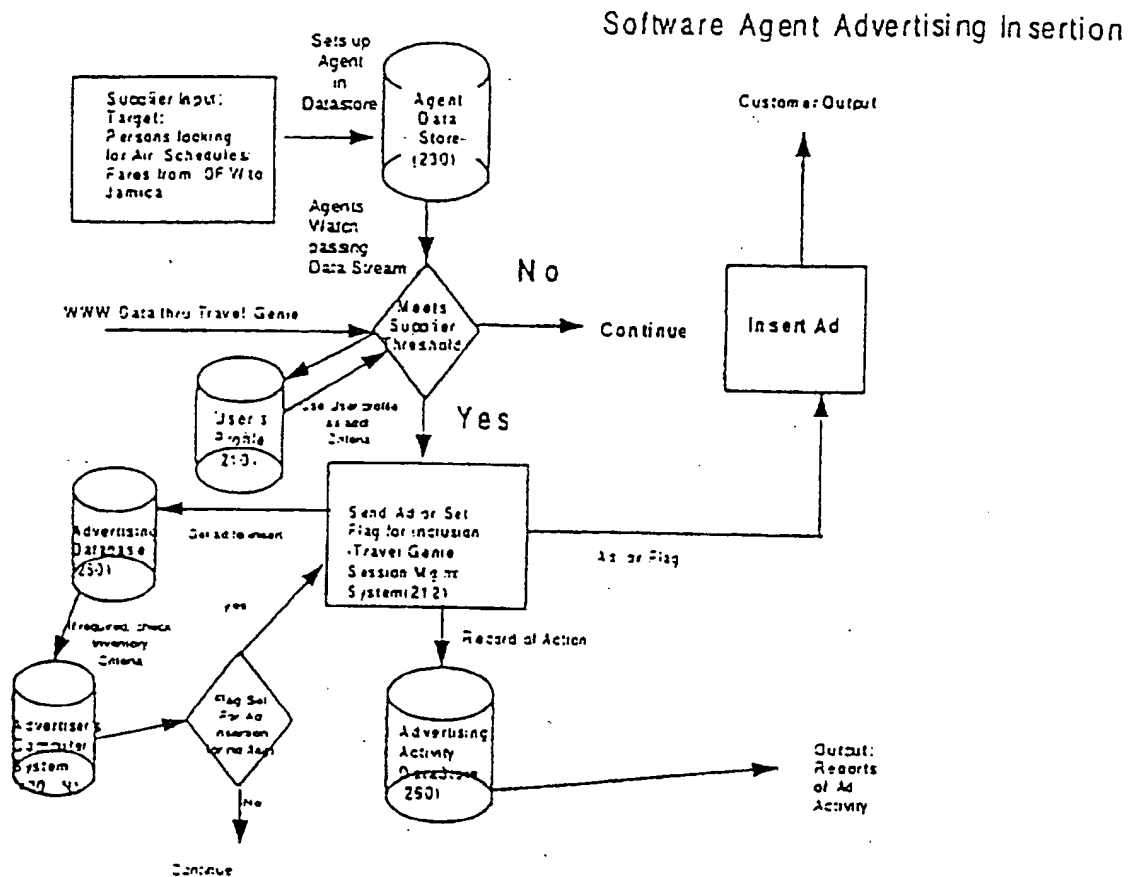 Software Agent Advertising Insertion
Sets up
Agent
in
Datastore
Supplier Input:
Target:
Persons looking
for Air Schedules/
Fares from DFW to
Jamica
Agent
Data
Store
(230)
Customer Output
Agents
Watch
passing
Data Stream
No
WWW Data thru Travel Genie
Meets
Supplier
Threshold
Continue
Insert Ad
User's
Profile
Use User profile
as add
Criteria
Yes
Advertising
Database
Get ad to insert
Send Ad or Set
Flag for inclusion
Travel Genie
Session Mgmt
System(212)
Ad or Flag
yes
If required, check
Inventory
Criteria
Record of Action
Flag Set
For Ad
Insertion
Advertiser's
Computer
System
Advertising
Activity
Database
Output:
Reports
of Ad
Activity
No
Continue